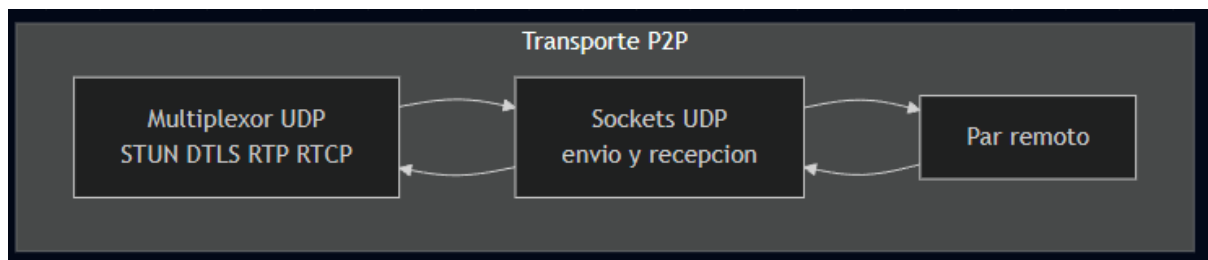 Transporte P2P
Multiplexor UDP
STUN DTLS RTP RTCP
Sockets UDP
envio y recepcion
Par remoto